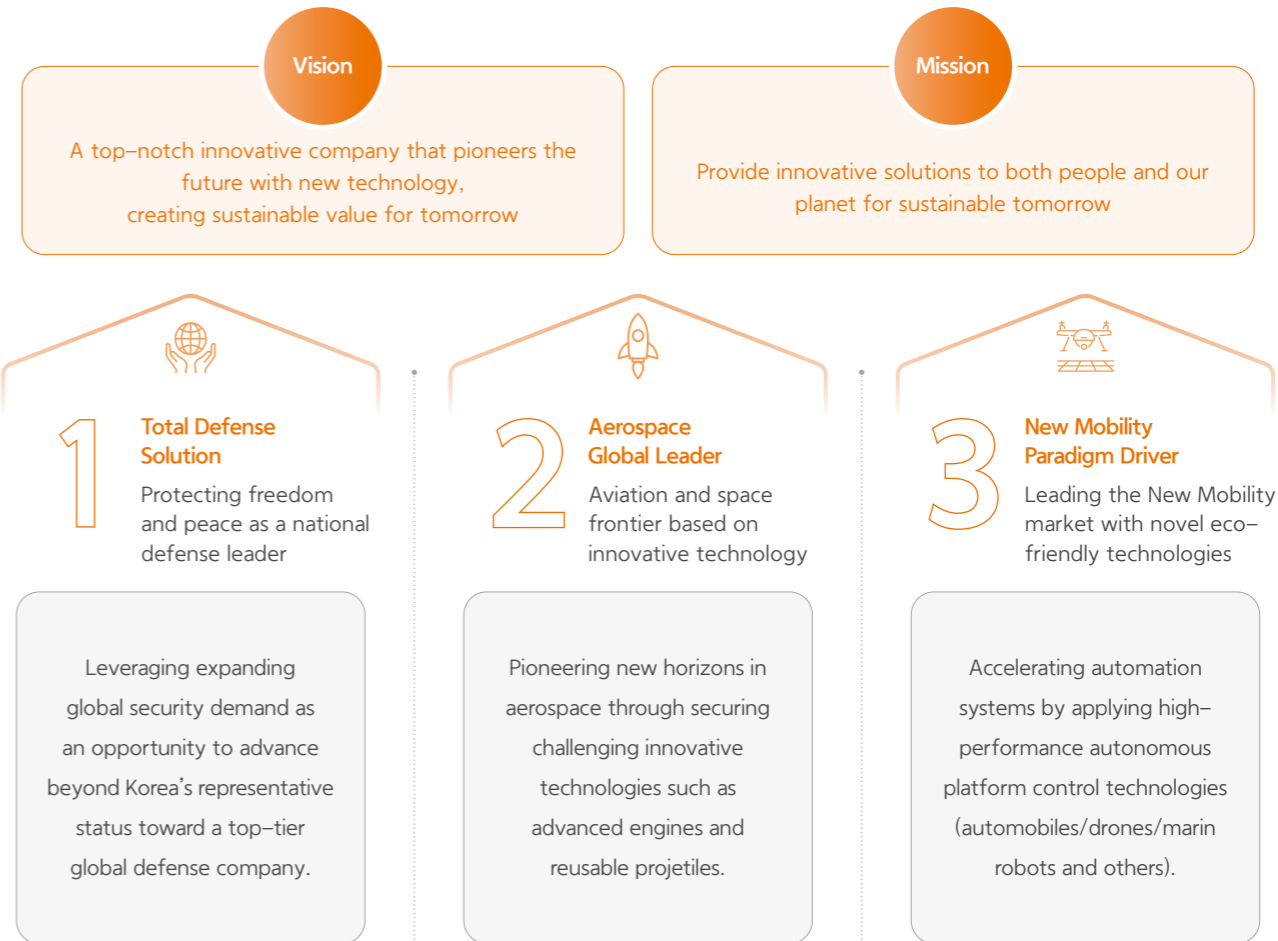 Vision
A top-notch innovative company that pioneers the
future with new technology,
creating sustainable value for tomorrow
Mission
Provide innovative solutions to both people and our
planet for sustainable tomorrow
1
Total Defense
Solution
Protecting freedom
and peace as a national
defense leader
Leveraging expanding
global security demand as
an opportunity to advance
beyond Korea's representative
status toward a top-tier
global defense company.
2
Aerospace
Global Leader
Aviation and space
frontier based on
innovative technology
Pioneering new horizons in
aerospace through securing
challenging innovative
technologies such as
advanced engines and
reusable projetiles.
3
New Mobility
Paradigm Driver
Leading the New Mobility
market with novel eco-
friendly technologies
Accelerating automation
systems by applying high-
performance autonomous
platform control technologies
(automobiles/drones/marin
robots and others).